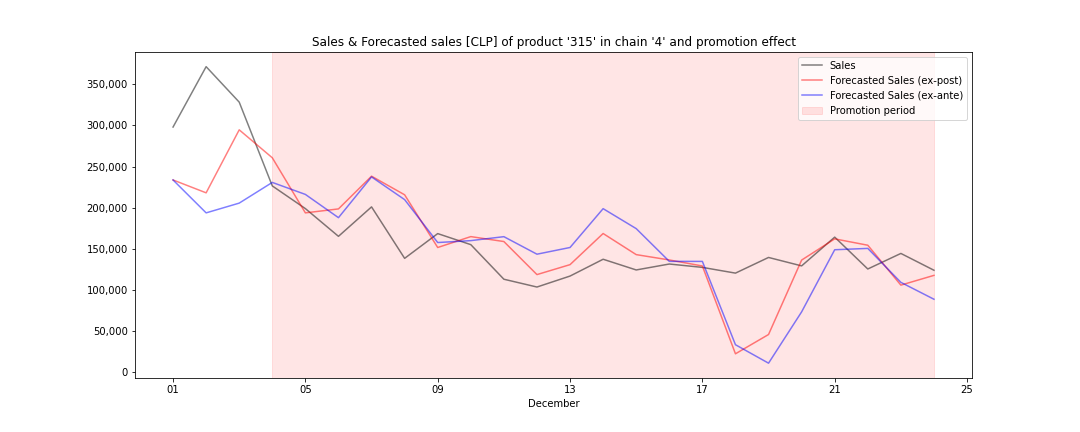 Sales & Forecasted sales [CLP] of product '315' in chain '4' and promotion effect
Sales
Forecasted Sales (ex-post)
Forecasted Sales (ex-ante)
Promotion period
350,000
300,000
250,000
200,000
150,000
100,000
50,000
0
01 05 09 13 17 21 25
December